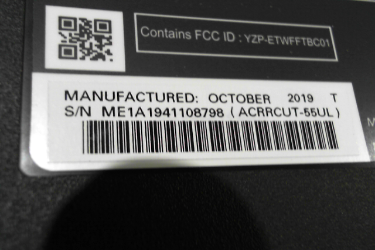 Contains FCC ID : YZP-ETWFFTBC01
MANUFACTURED: OCTOBER 2019 T
S/N ME1A1941108798 ( ACRRCUT-55UL )